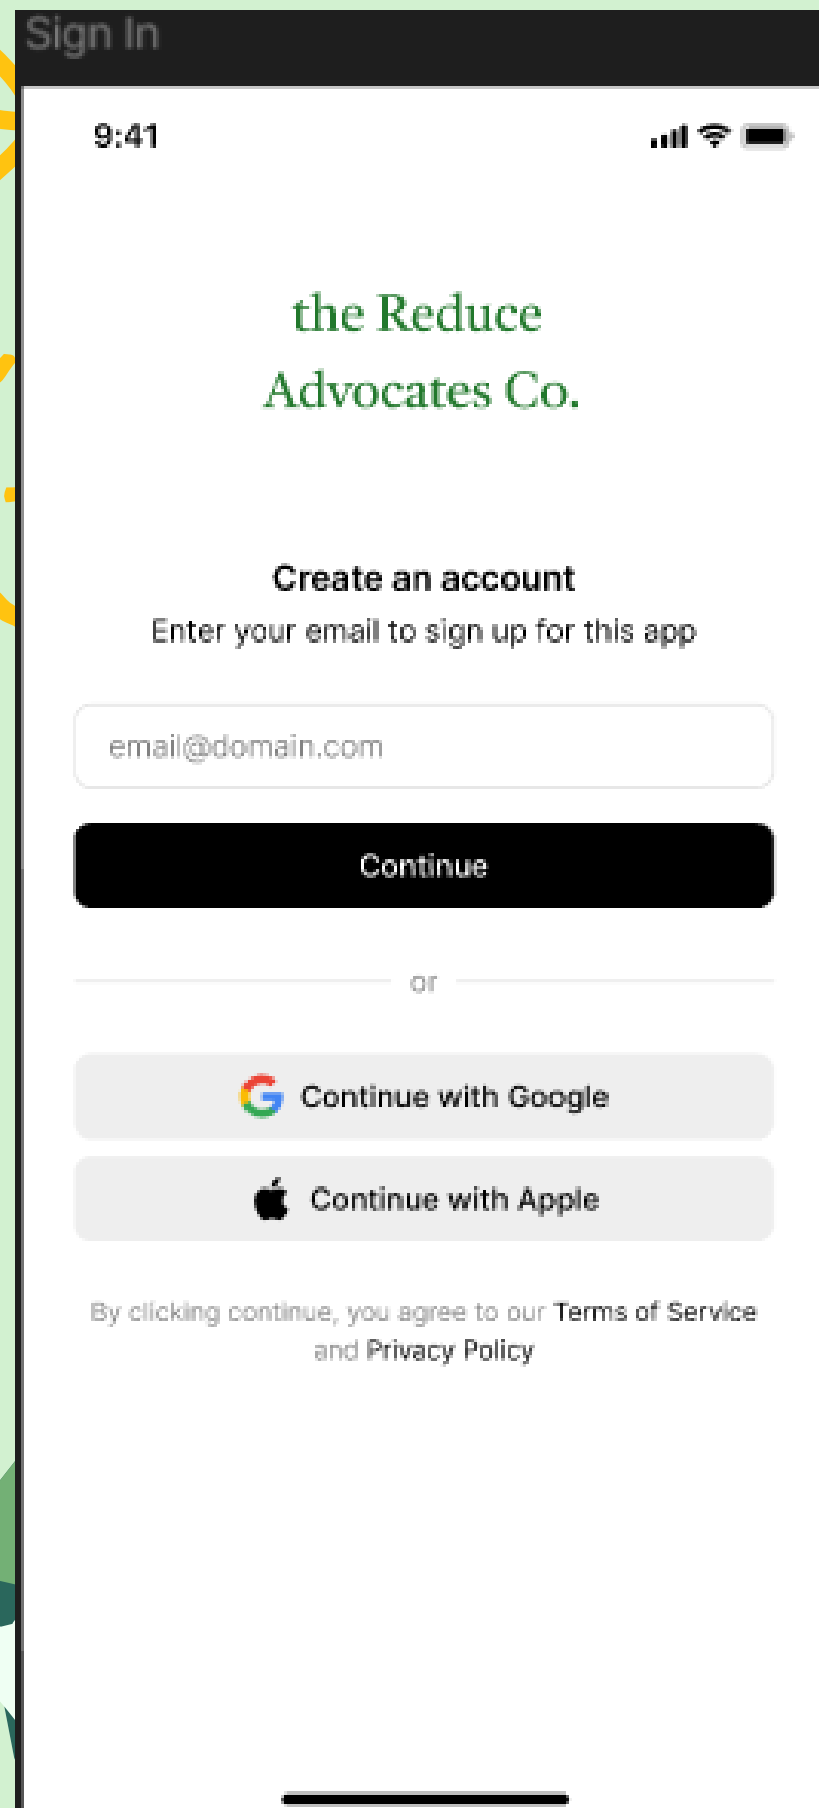 Sign In
9:41
the Reduce
Advocates Co.
Create an account
Enter your email to sign up for this app
email@domain.com
Continue
or
Continue with Google
Continue with Apple
By clicking continue, you agree to our Terms of Service
and Privacy Policy